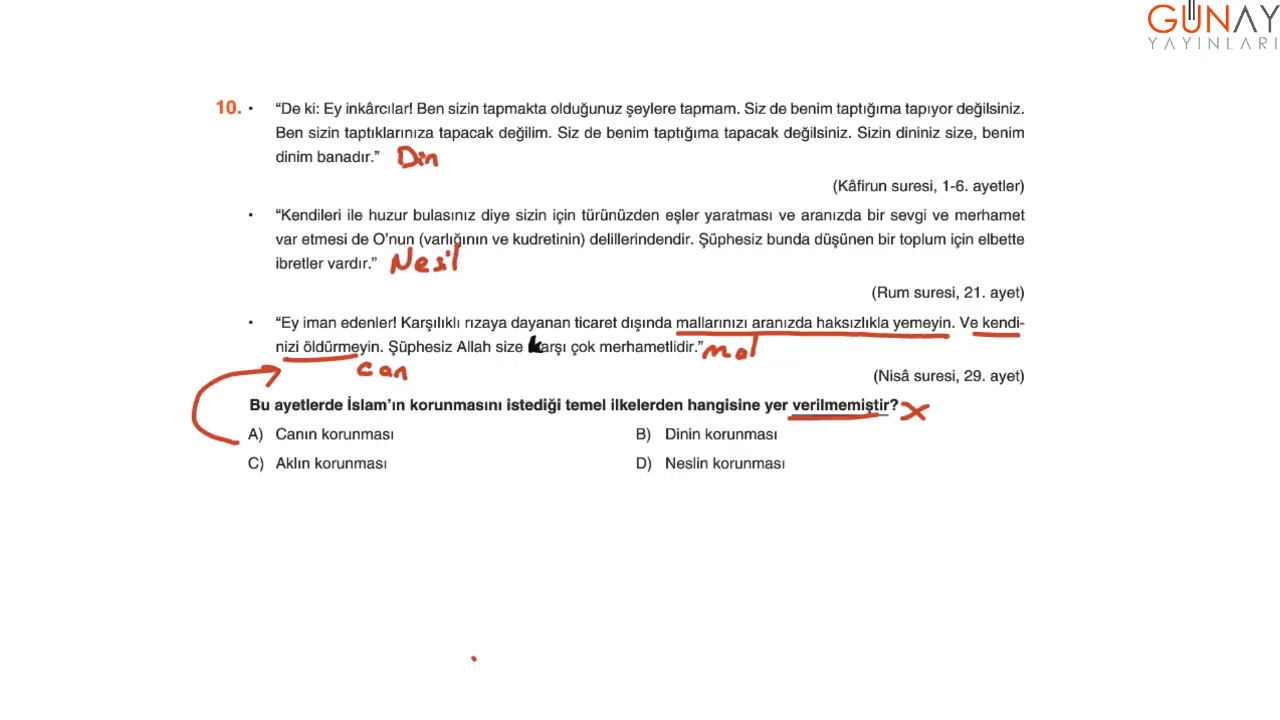 GÜNAY
YAYINLARI
10. • “De ki: Ey inkârcılar! Ben sizin tapmakta olduğunuz şeylere tapmam. Siz de benim taptığıma tapıyor değilsiniz.
Ben sizin taptıklarınıza tapacak değilim. Siz de benim taptığıma tapacak değilsiniz. Sizin dininiz size, benim
dinim banadır.” Din
(Kâfirun suresi, 1-6. ayetler)
• “Kendileri ile huzur bulasınız diye sizin için türünüzden eşler yaratması ve aranızda bir sevgi ve merhamet
var etmesi de O’nun (varlığının ve kudretinin) delillerindendir. Şüphesiz bunda düşünen bir toplum için elbette
ibretler vardır.” Nesil
(Rum suresi, 21. ayet)
• “Ey iman edenler! Karşılıklı rızaya dayanan ticaret dışında mallarınızı aranızda haksızlıkla yemeyin. Ve kendi-
nizi öldürmeyin. Şüphesiz Allah size karşı çok merhametlidir.” mal
can
(Nisâ suresi, 29. ayet)
Bu ayetlerde İslam’ın korunmasını istediği temel ilkelerden hangisine yer verilmemiştir? X
A) Canın korunması B) Dinin korunması
C) Aklın korunması D) Neslin korunması